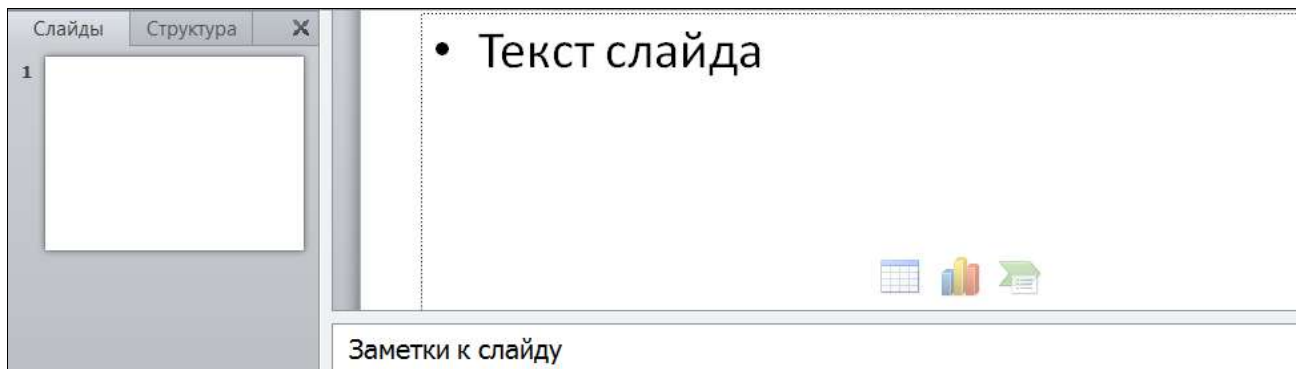 Слайды Структура
1
• Текст слайда
Заметки к слайду